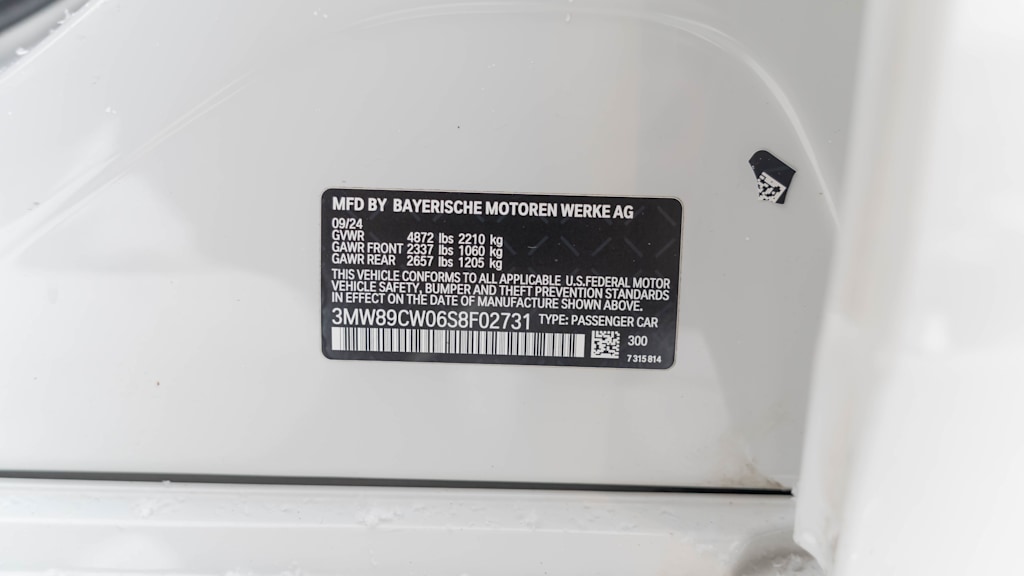 MFD BY BAYERISCHE MOTOREN WERKE AG
09/24
GVWR 4872 lbs 2210 kg
GAWR FRONT 2337 lbs 1060 kg
GAWR REAR 2657 lbs 1205 kg
THIS VEHICLE CONFORMS TO ALL APPLICABLE U.S.FEDERAL MOTOR
VEHICLE SAFETY, BUMPER AND THEFT PREVENTION STANDARDS
IN EFFECT ON THE DATE OF MANUFACTURE SHOWN ABOVE.
3MW89CW06S8F02731 TYPE: PASSENGER CAR
300
7 315 814